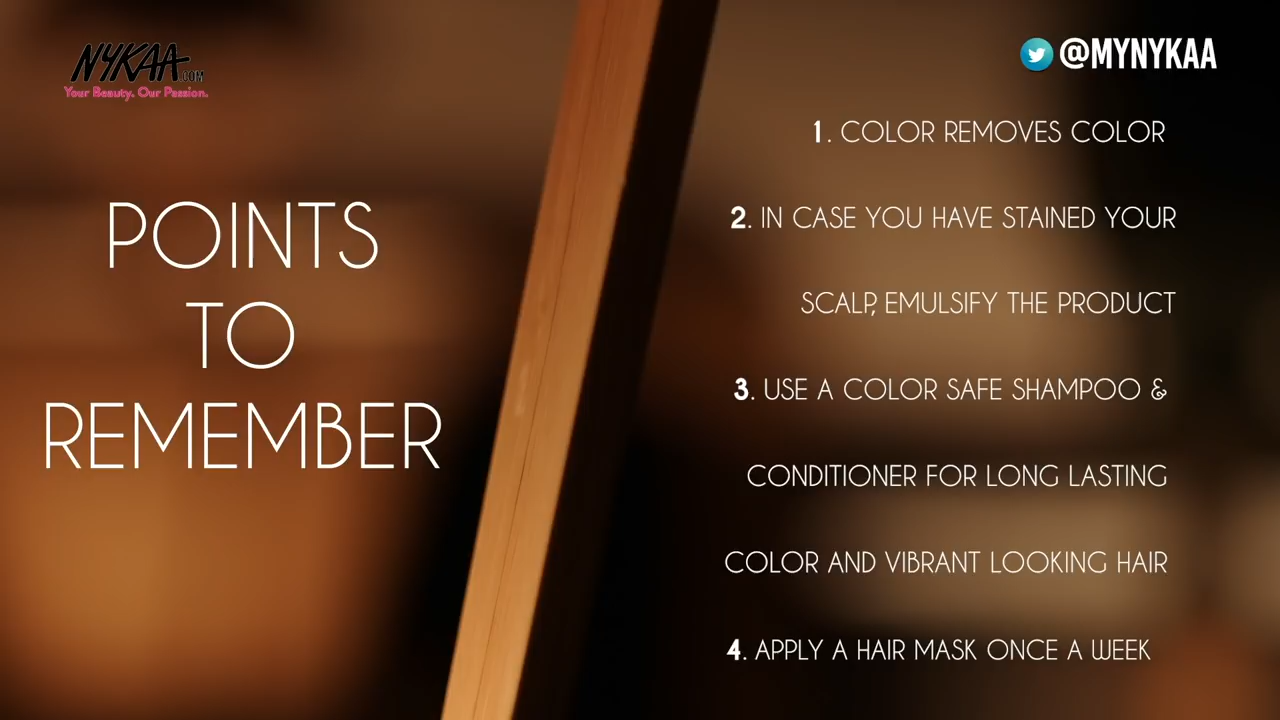 NYKAA.COM
Your Beauty. Our Passion.
@MYNYKAA
POINTS
TO
REMEMBER
1. COLOR REMOVES COLOR
2. IN CASE YOU HAVE STAINED YOUR
SCALP, EMULSIFY THE PRODUCT
3. USE A COLOR SAFE SHAMPOO &
CONDITIONER FOR LONG LASTING
COLOR AND VIBRANT LOOKING HAIR
4. APPLY A HAIR MASK ONCE A WEEK